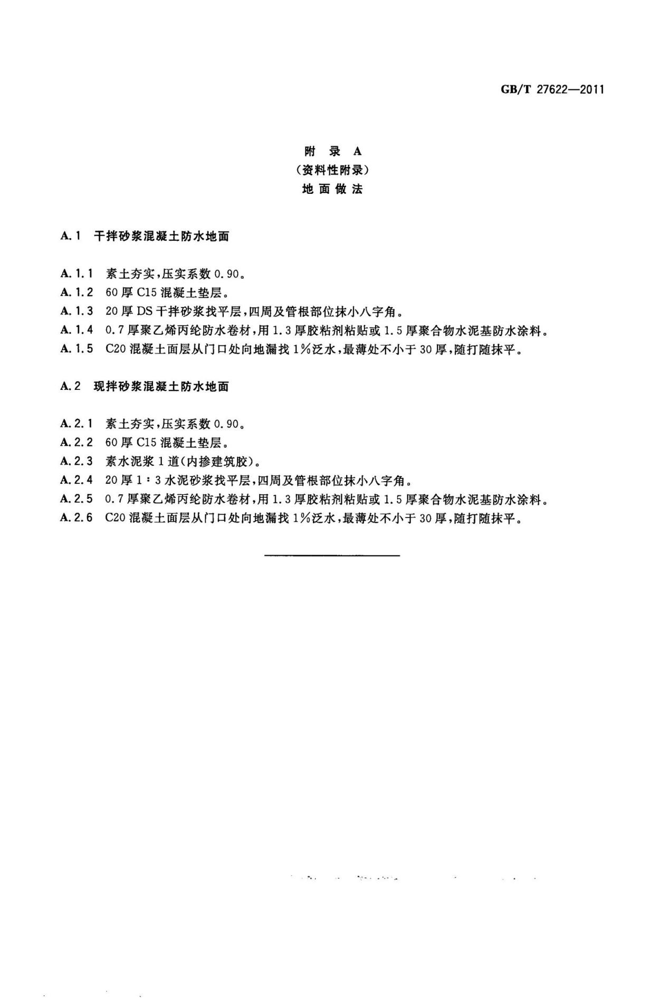 GB/T 27622—2011
附 录 A
（资料性附录）
地 面 做 法
A.1 干拌砂浆混凝土防水地面
A.1.1 素土夯实,压实系数 0.90。
A.1.2 60 厚 C15 混凝土垫层。
A.1.3 20 厚 DS 干拌砂浆找平层,四周及管根部位抹小八字角。
A.1.4 0.7 厚聚乙烯丙纶防水卷材,用 1.3 厚胶粘剂粘贴或 1.5 厚聚合物水泥基防水涂料。
A.1.5 C20 混凝土面层从门口处向地漏找 1%泛水,最薄处不小于 30 厚,随打随抹平。
A.2 现拌砂浆混凝土防水地面
A.2.1 素土夯实,压实系数 0.90。
A.2.2 60 厚 C15 混凝土垫层。
A.2.3 素水泥浆 1 道(内掺建筑胶)。
A.2.4 20 厚 1∶3 水泥砂浆找平层,四周及管根部位抹小八字角。
A.2.5 0.7 厚聚乙烯丙纶防水卷材,用 1.3 厚胶粘剂粘贴或 1.5 厚聚合物水泥基防水涂料。
A.2.6 C20 混凝土面层从门口处向地漏找 1%泛水,最薄处不小于 30 厚,随打随抹平。